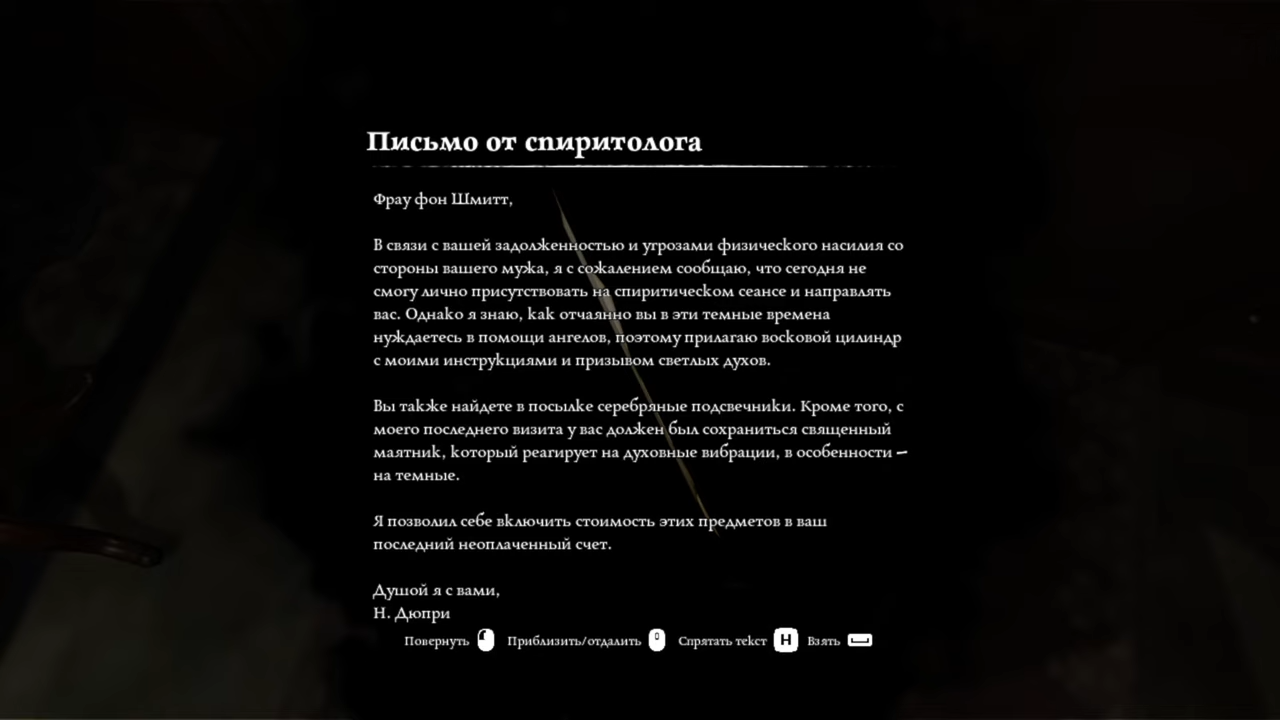 Письмо от спиритолога
Фрау фон Шмитт,
В связи с вашей задолженностью и угрозами физического насилия со
стороны вашего мужа, я с сожалением сообщаю, что сегодня не
смогу лично присутствовать на спиритическом сеансе и направлять
вас. Однако я знаю, как отчаянно вы в эти темные времена
нуждаетесь в помощи ангелов, поэтому прилагаю восковой цилиндр
с моими инструкциями и призывом светлых духов.
Вы также найдете в посылке серебряные подсвечники. Кроме того, с
моего последнего визита у вас должен был сохраниться священный
маятник, который реагирует на духовные вибрации, в особенности —
на темные.
Я позволил себе включить стоимость этих предметов в ваш
последний неоплаченный счет.
Душой я с вами,
Н. Дюпри
Повернуть Приблизить/отдалить Спрятать текст H Взять